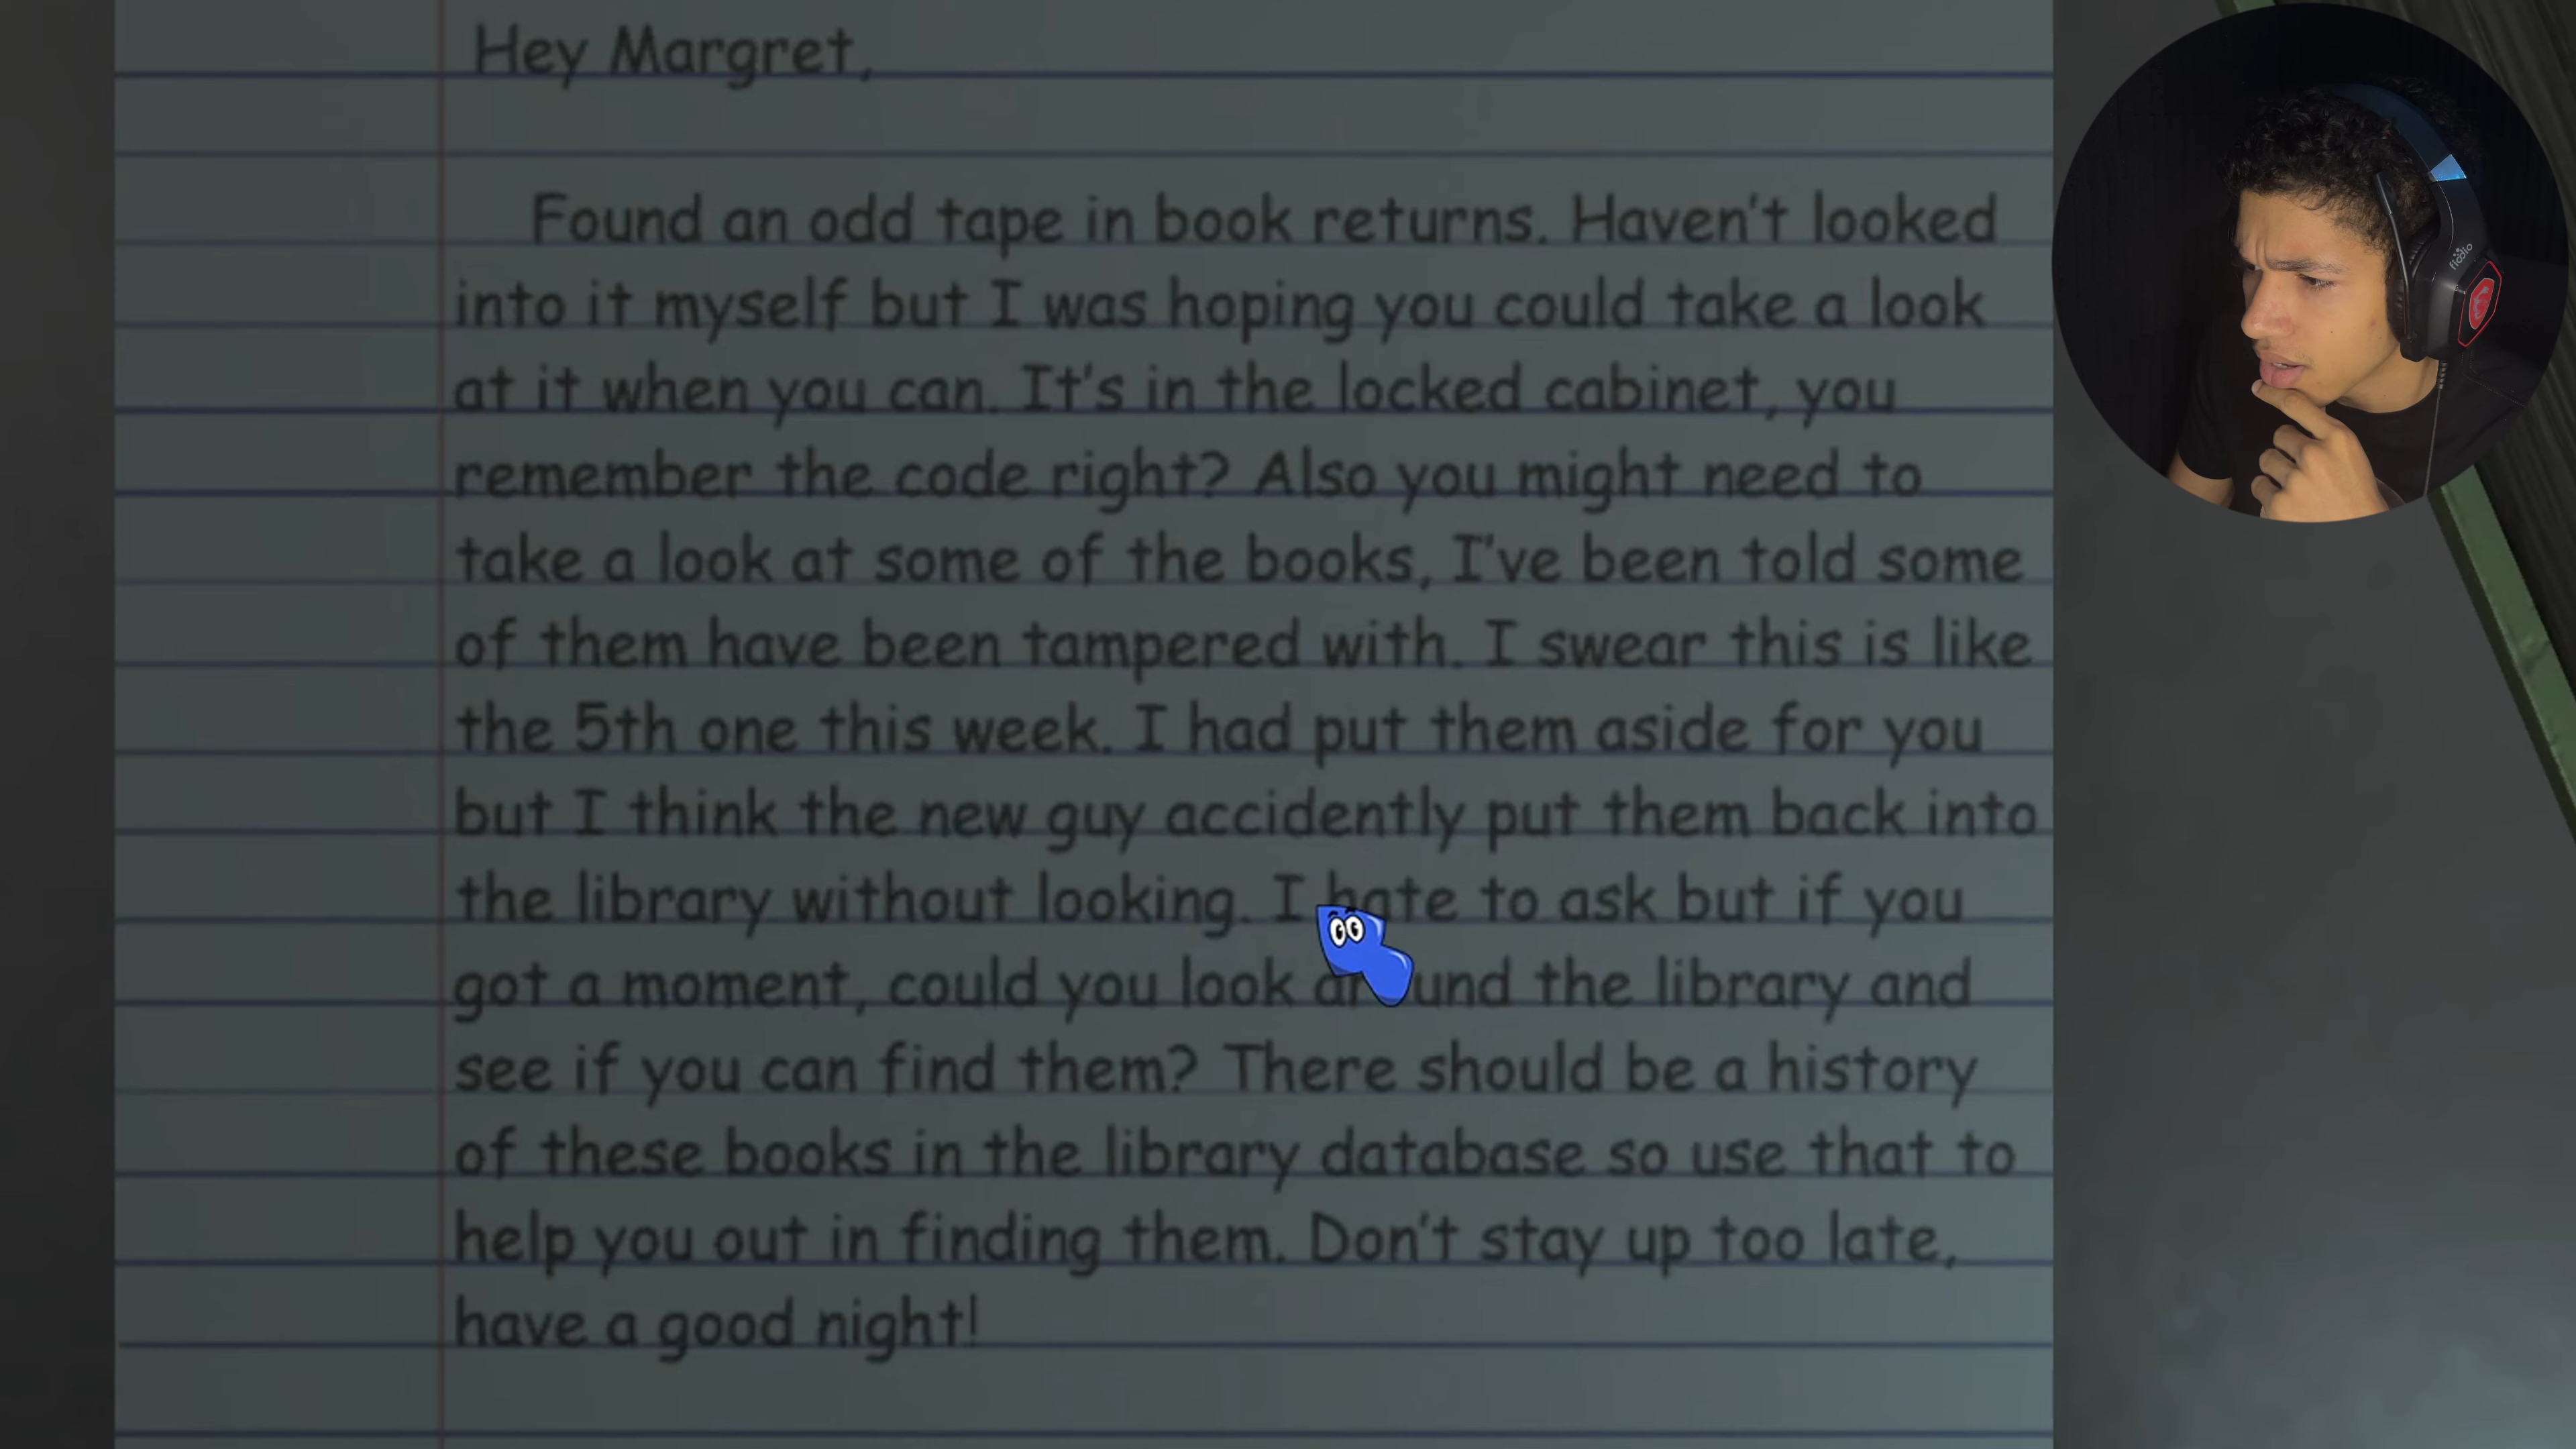 Hey Margret,
Found an odd tape in book returns. Haven't looked
into it myself but I was hoping you could take a look
at it when you can. It's in the locked cabinet, you
remember the code right? Also you might need to
take a look at some of the books, I've been told some
of them have been tampered with. I swear this is like
the 5th one this week. I had put them aside for you
but I think the new guy accidently put them back into
the library without looking. I hate to ask but if you
got a moment, could you look around the library and
see if you can find them? There should be a history
of these books in the library database so use that to
help you out in finding them. Don't stay up too late,
have a good night!
fiodio